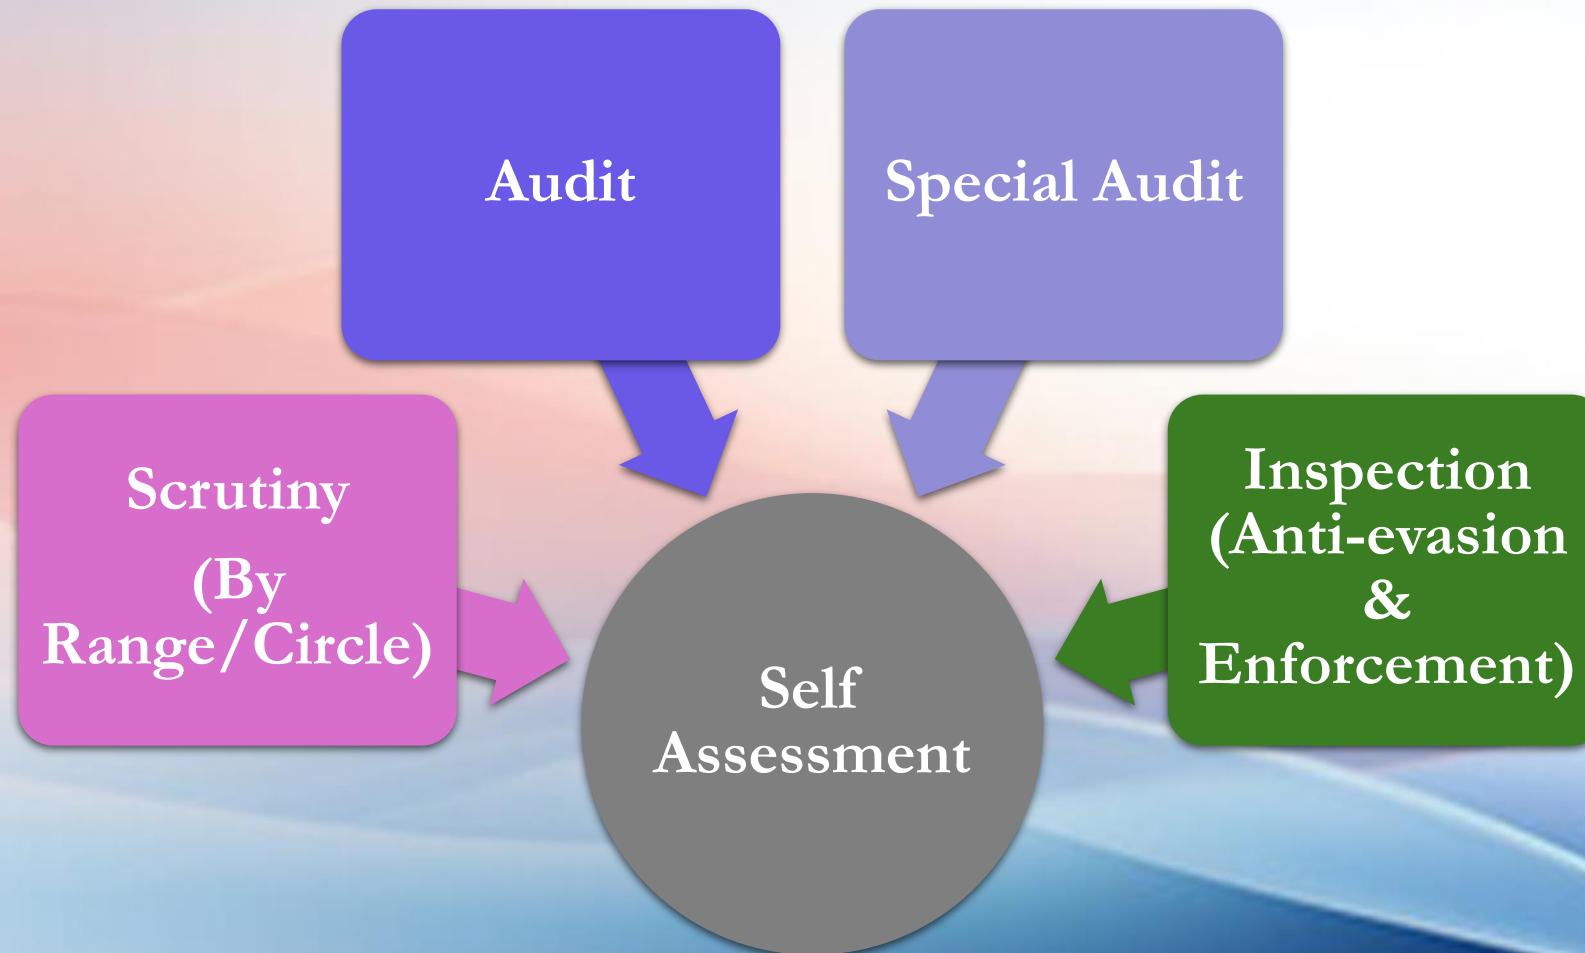 Audit
Special Audit
Scrutiny
(By
Range/Circle)
Inspection
(Anti-evasion
&
Enforcement)
Self
Assessment